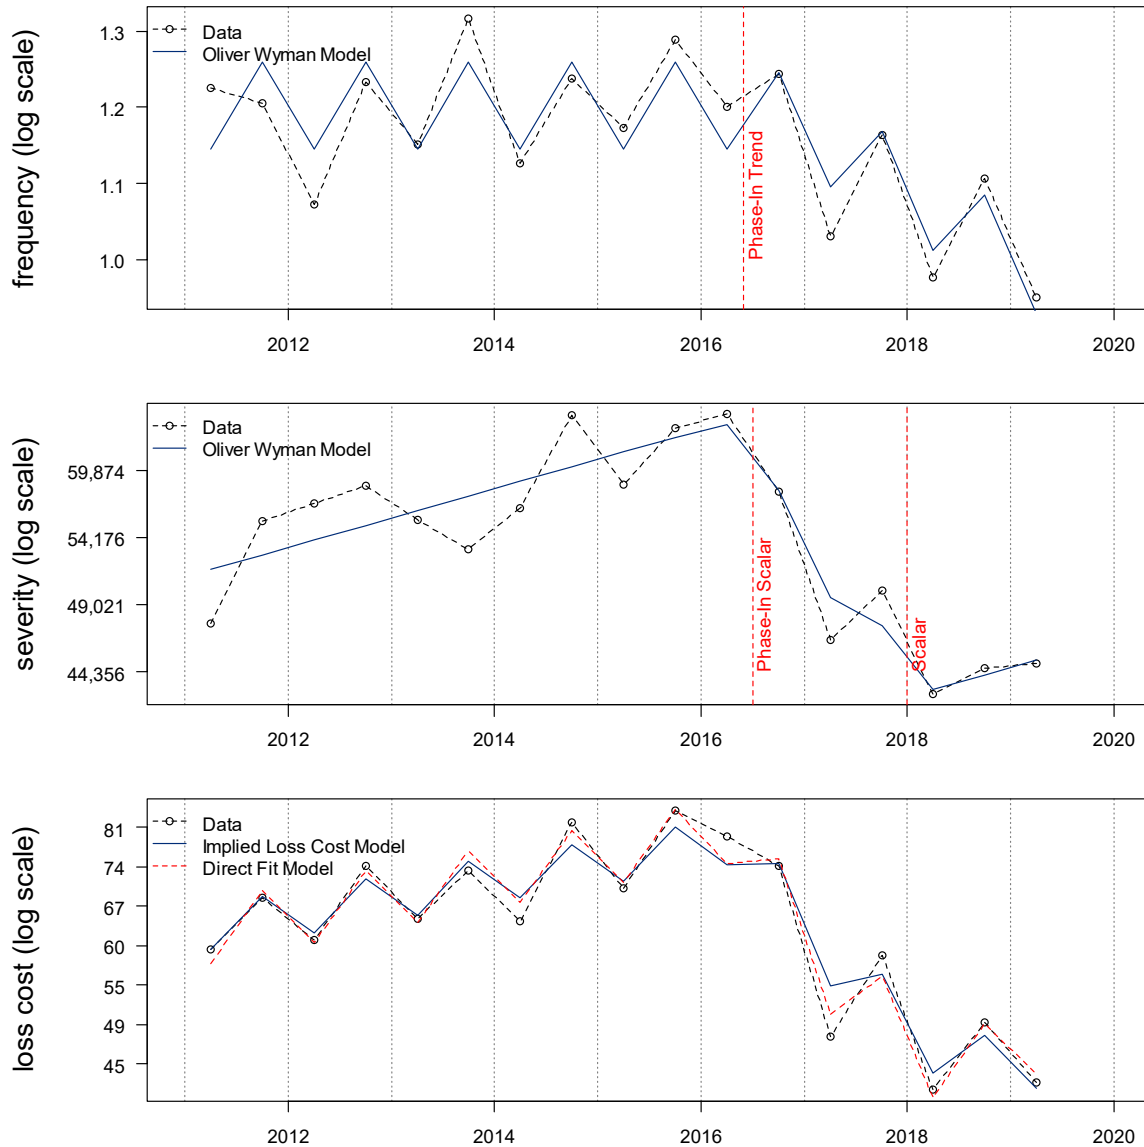 frequency (log scale)
1.3
1.2
1.1
1.0
Data
Oliver Wyman Model
Phase-In Trend
2012
2014
2016
2018
2020
severity (log scale)
59,874
54,176
49,021
44,356
Data
Oliver Wyman Model
Phase-In Scalar
Scalar
2012
2014
2016
2018
2020
loss cost (log scale)
81
74
67
60
55
49
45
Data
Implied Loss Cost Model
Direct Fit Model
2012
2014
2016
2018
2020